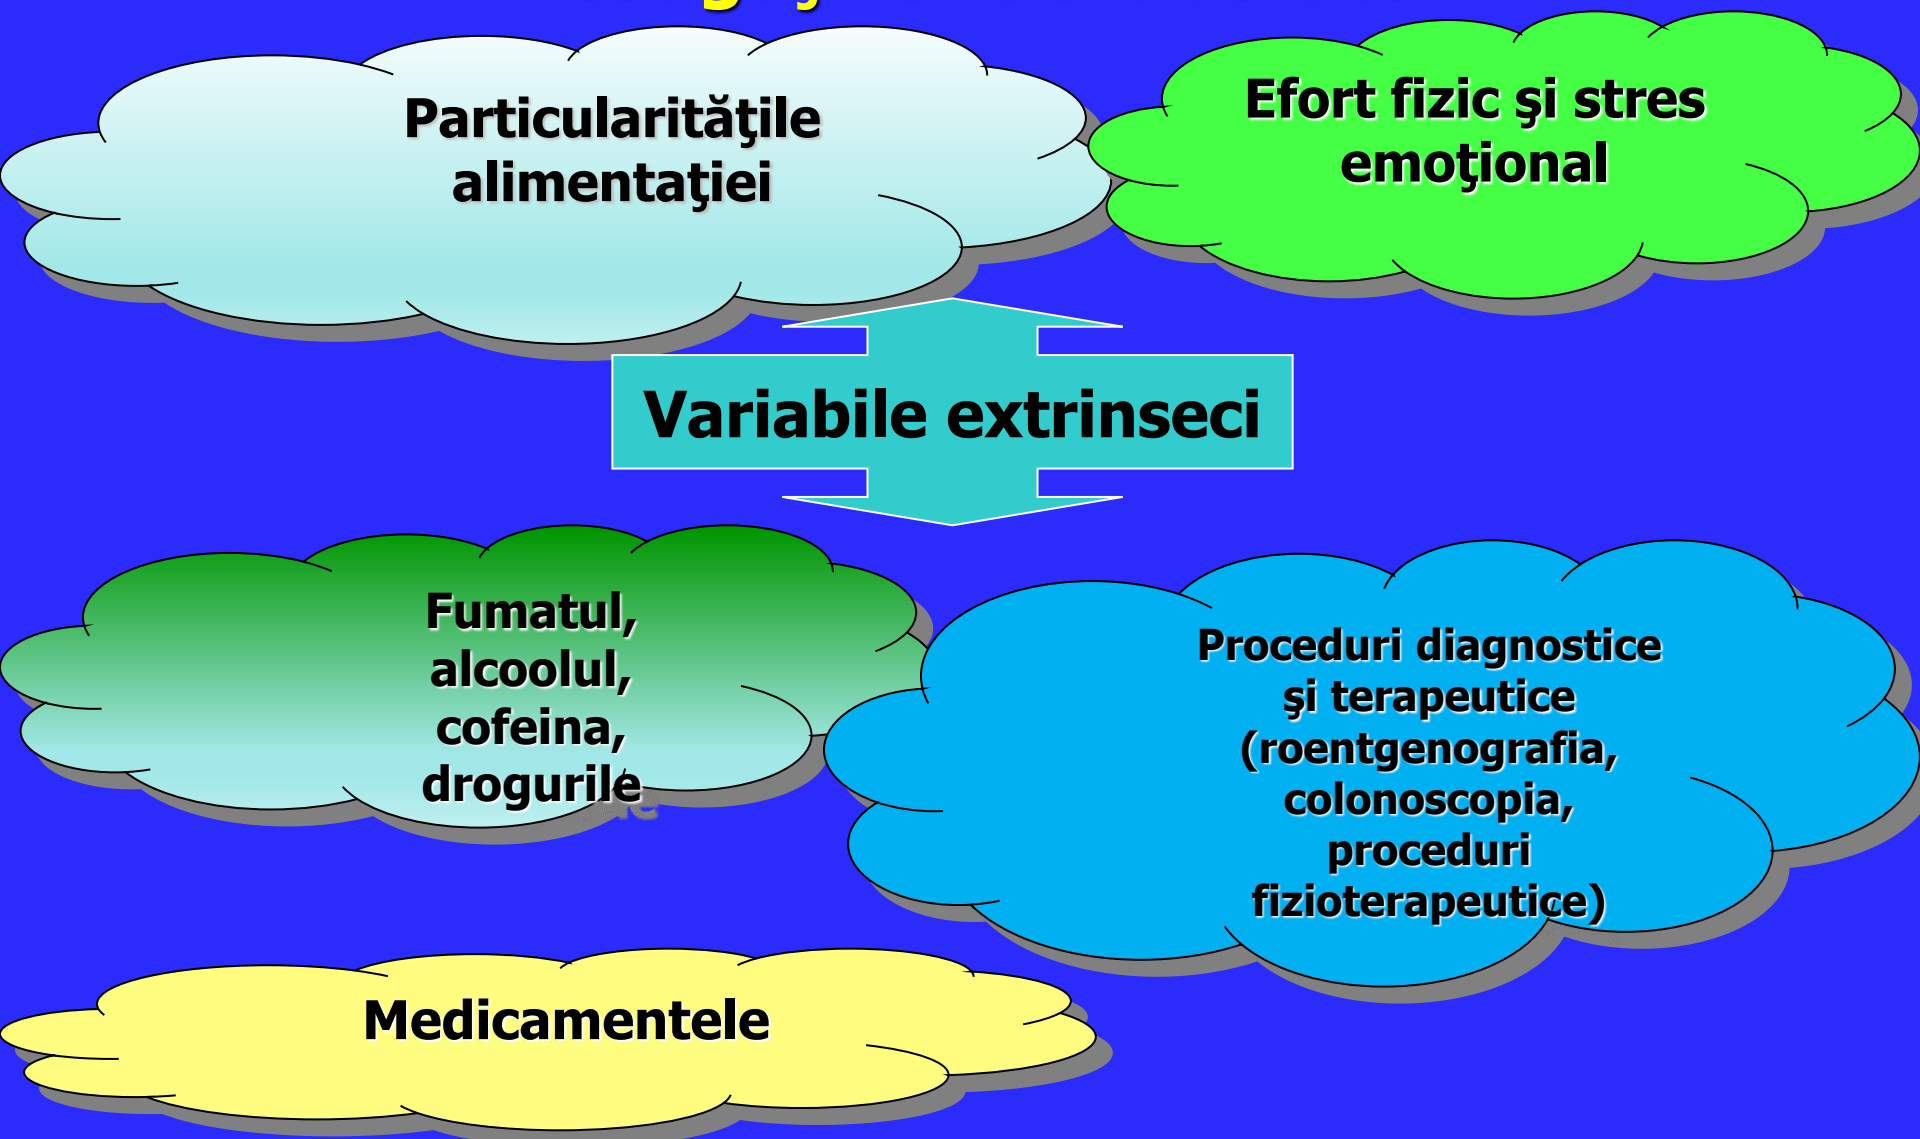 Particularităţile
alimentaţiei
Efort fizic şi stres
emoţional
Variabile extrinseci
Fumatul,
alcoolul,
cofeina,
drogurile
Proceduri diagnostice
şi terapeutice
(roentgenografia,
colonoscopia,
proceduri
fizioterapeutice)
Medicamentele